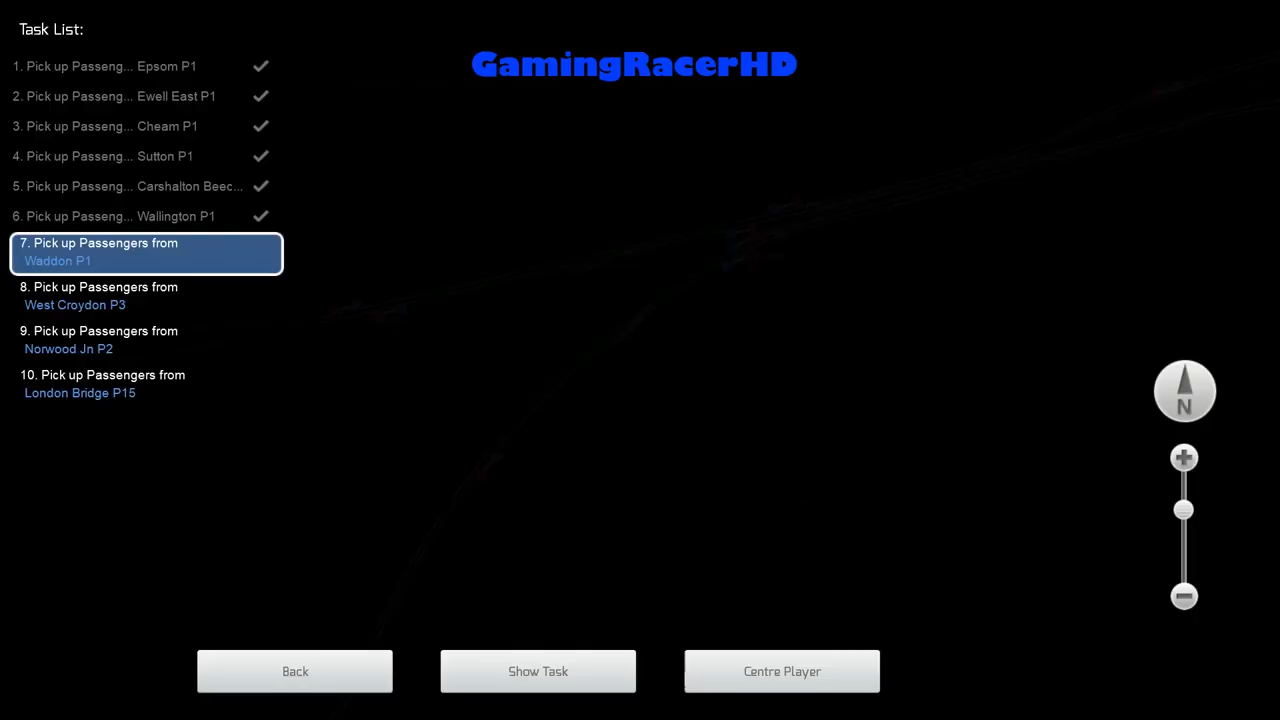 Task List:
GamingRacerHD
1. Pick up Passeng... Epsom P1
2. Pick up Passeng... Ewell East P1
3. Pick up Passeng... Cheam P1
4. Pick up Passeng... Sutton P1
5. Pick up Passeng... Carshalton Beec...
6. Pick up Passeng... Wallington P1
7. Pick up Passengers from
Waddon P1
8. Pick up Passengers from
West Croydon P3
9. Pick up Passengers from
Norwood Jn P2
10. Pick up Passengers from
London Bridge P15
N
Back
Show Task
Centre Player